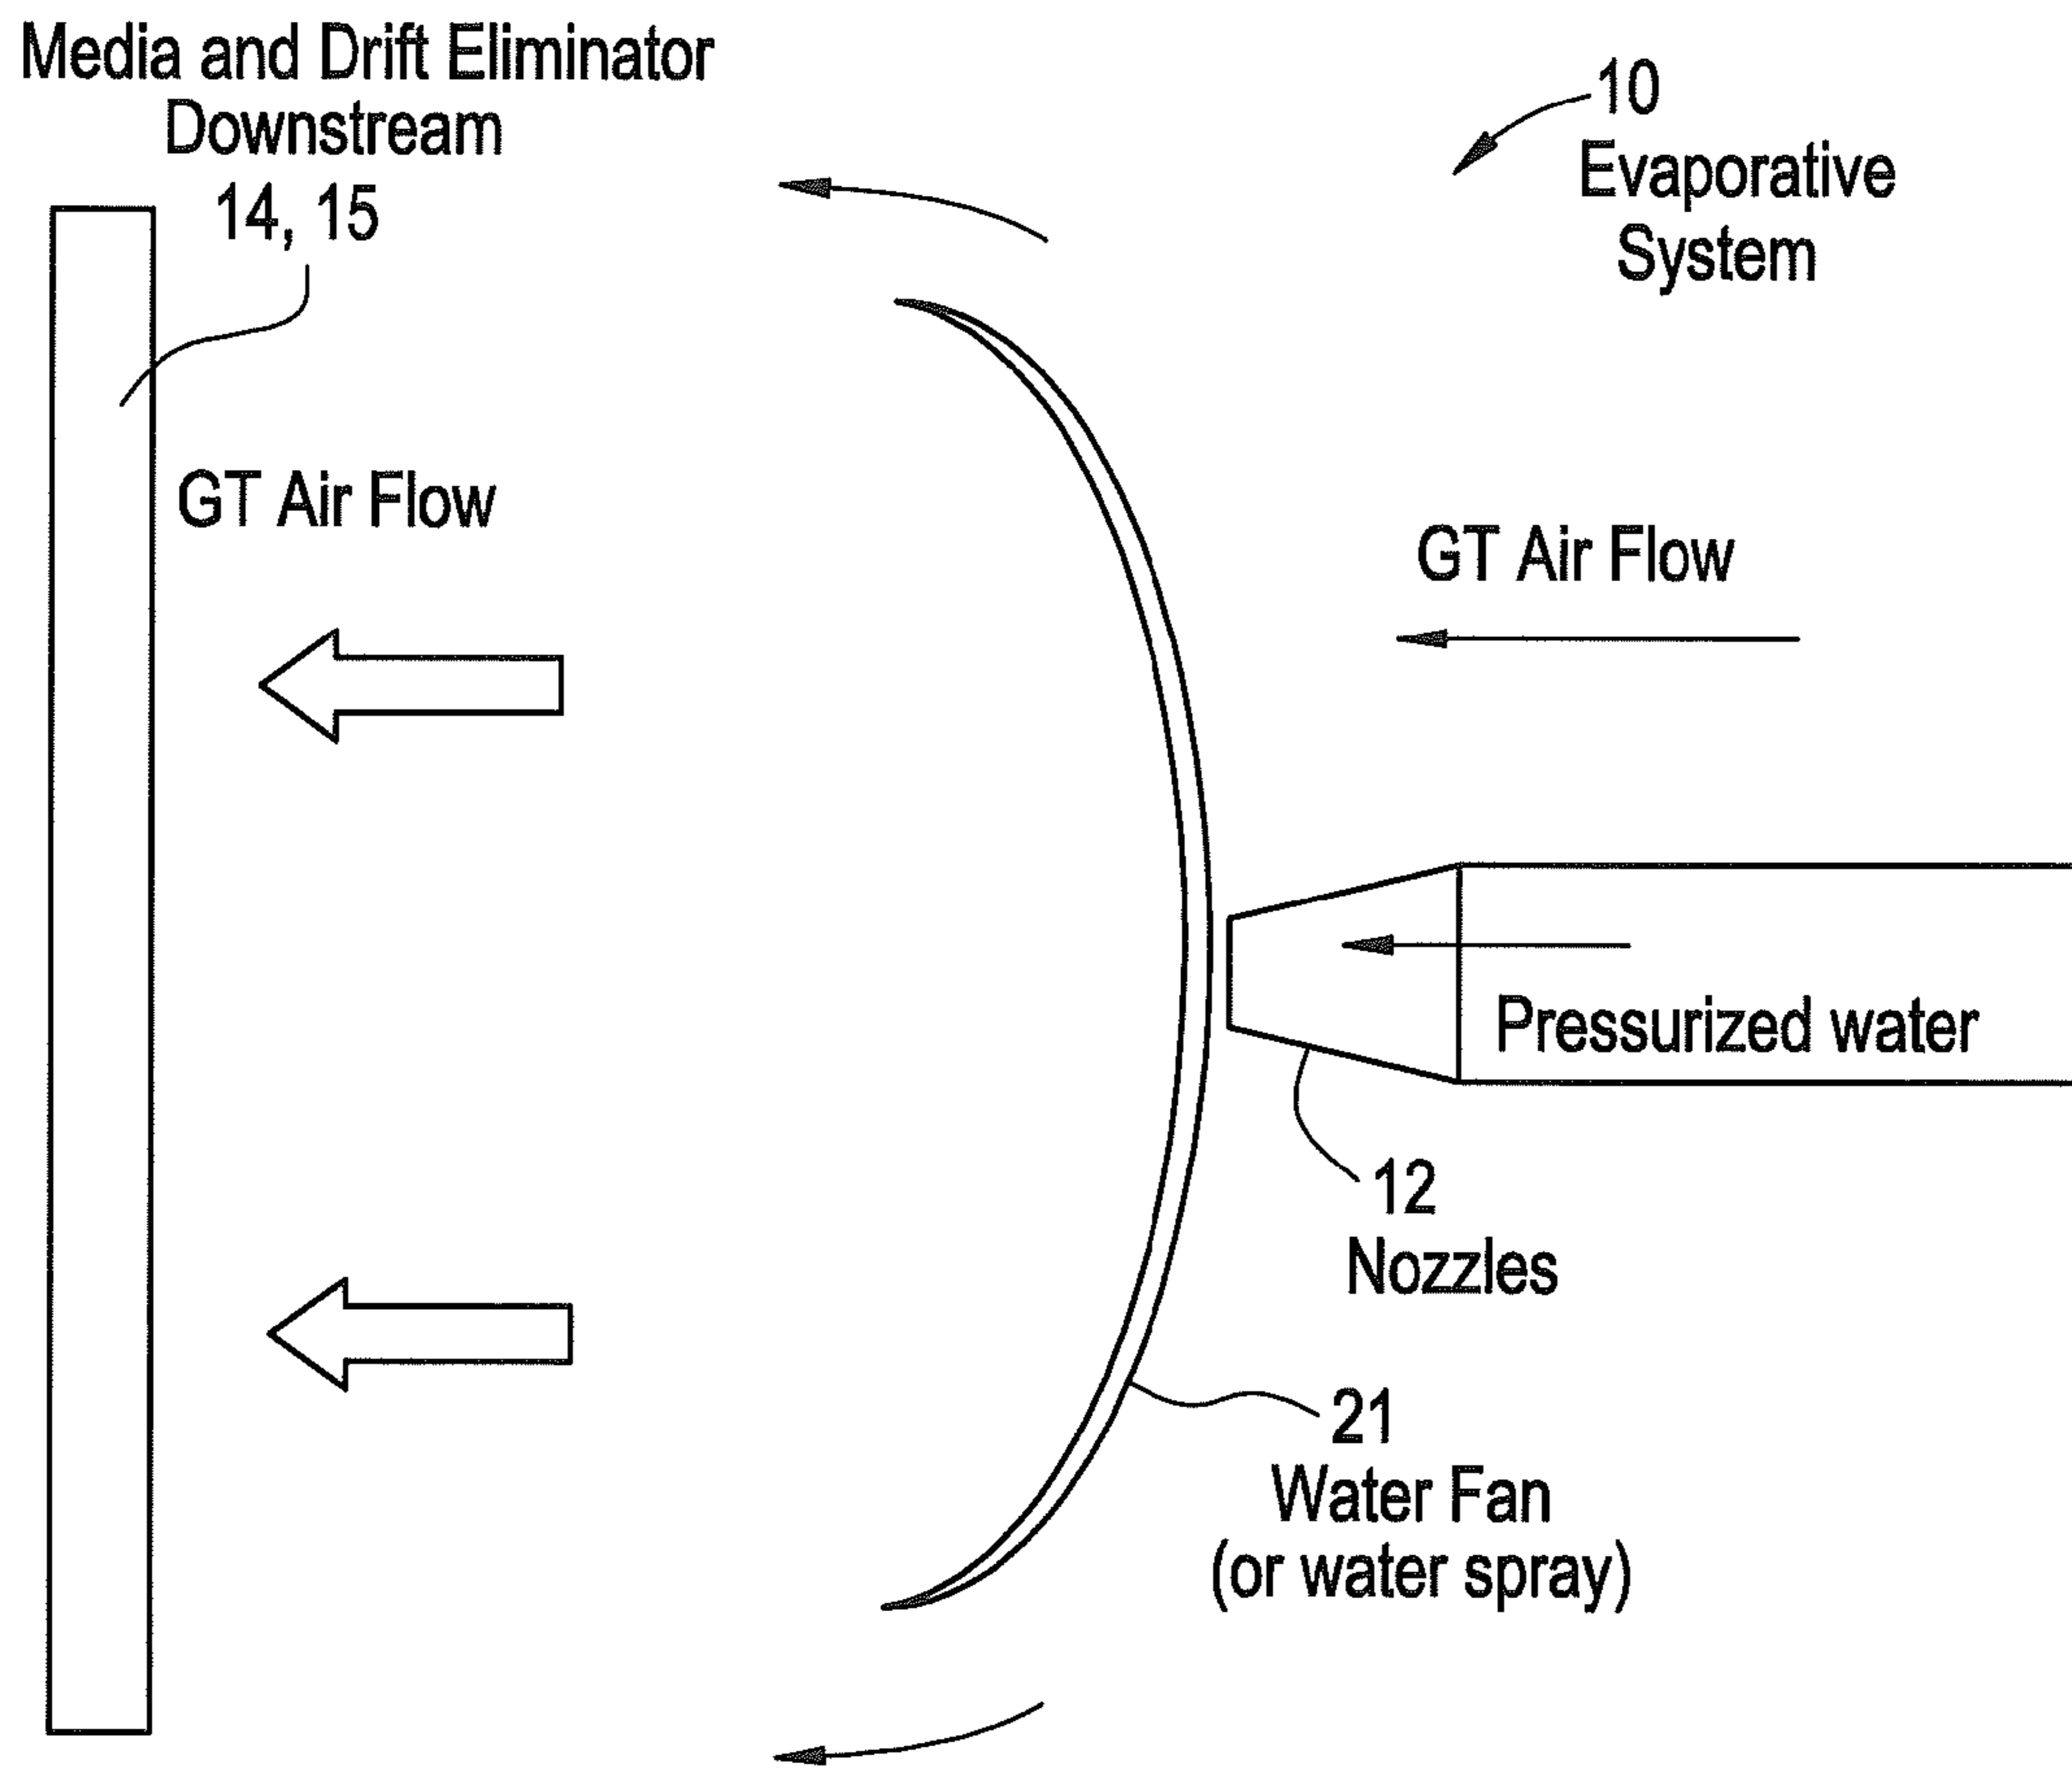 Media and Drift Eliminator
Downstream
14, 15
10
Evaporative
System
GT Air Flow
GT Air Flow
Pressurized water
12
Nozzles
21
Water Fan
(or water spray)